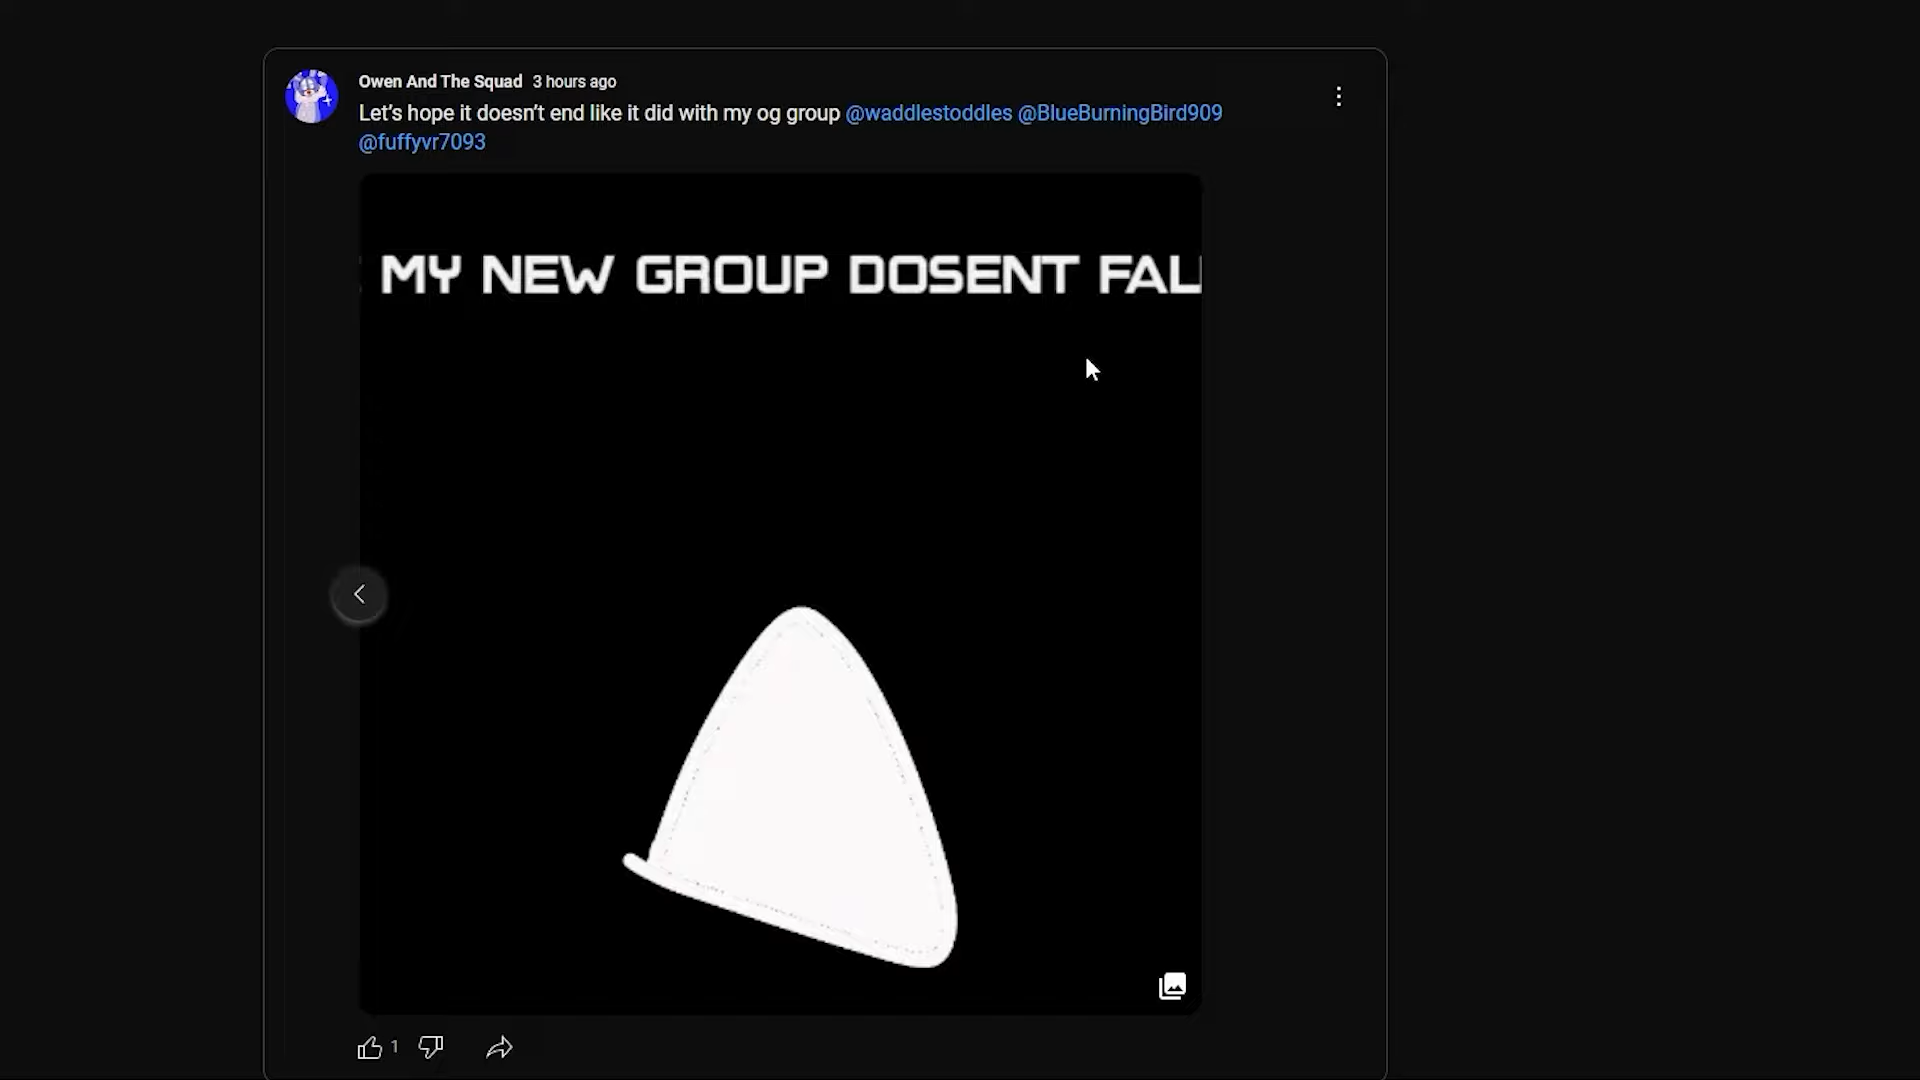 Owen And The Squad 3 hours ago
Let's hope it doesn't end like it did with my og group @waddlestoddles @BlueBurningBird909
@fuffyvr7093
MY NEW GROUP DOSENT FAL
1